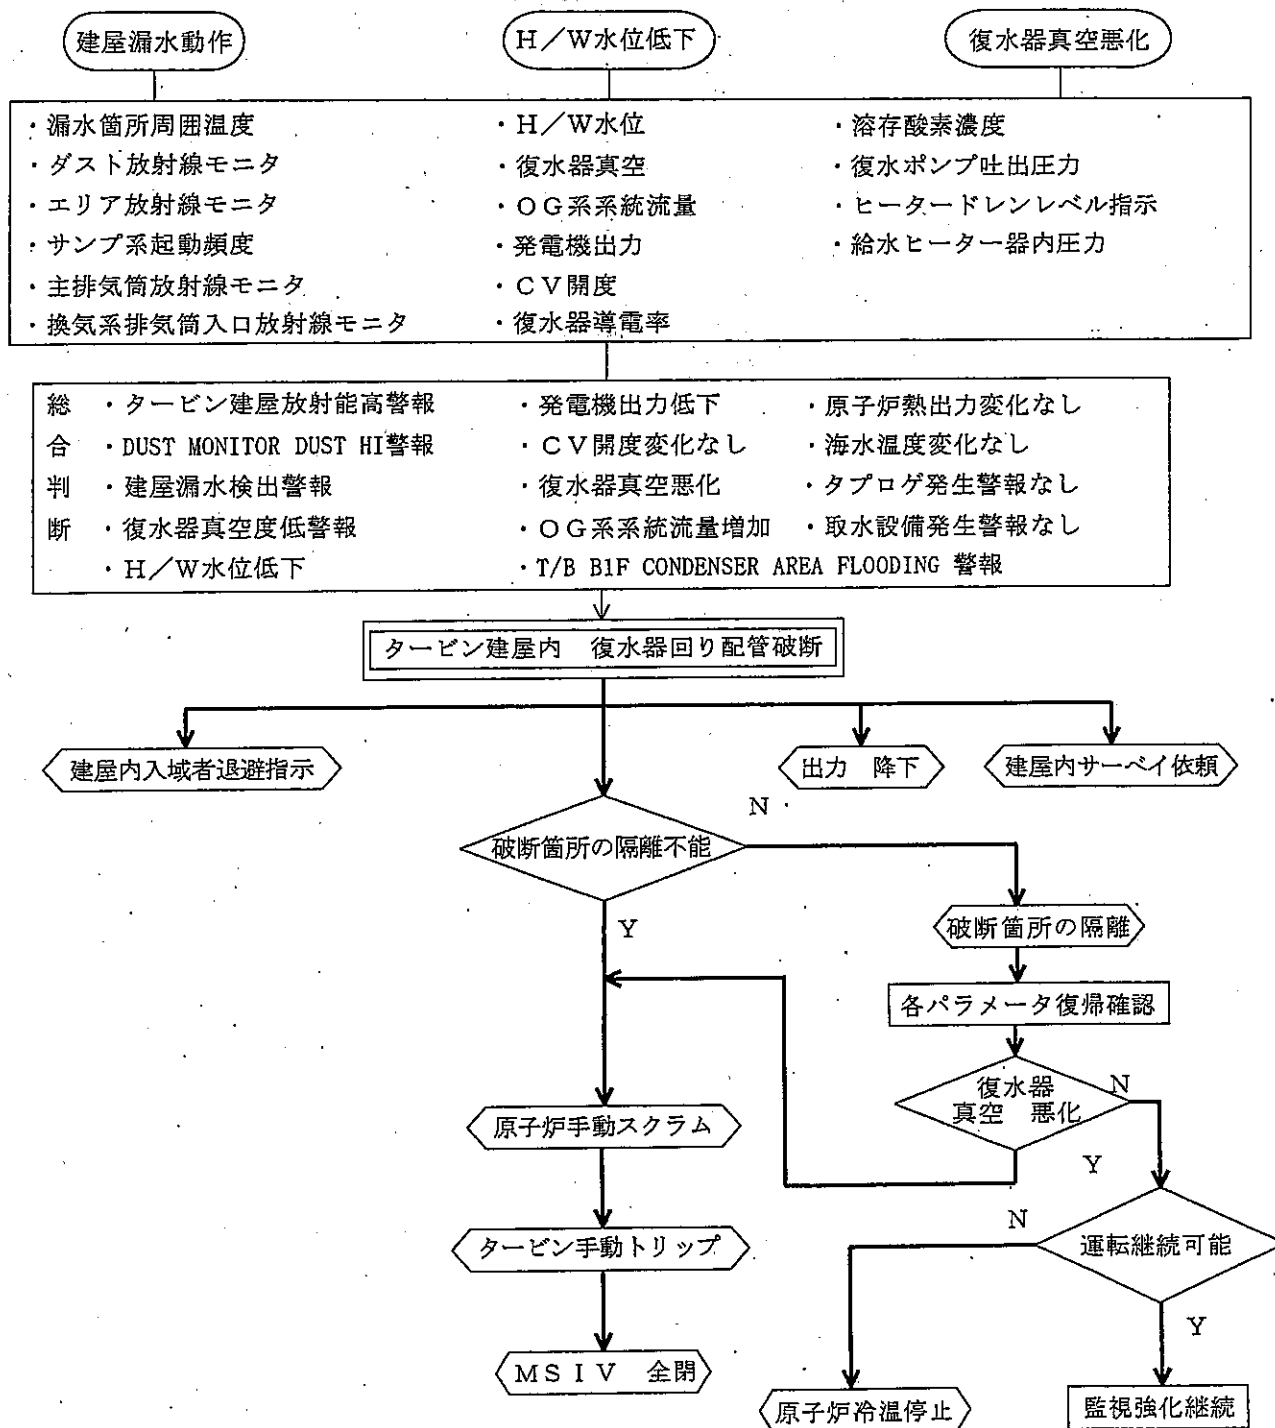 建屋漏水動作
H／W水位低下
復水器真空悪化
・漏水箇所周囲温度
・ダスト放射線モニタ
・エリア放射線モニタ
・サンプ系起動頻度
・主排気筒放射線モニタ
・換気系排気筒入口放射線モニタ
・H／W水位
・復水器真空
・OG系系統流量
・発電機出力
・CV開度
・復水器導電率
・溶存酸素濃度
・復水ポンプ吐出圧力
・ヒータードレンレベル指示
・給水ヒーター器内圧力
総合判断
・タービン建屋放射能高警報
・DUST MONITOR DUST HI警報
・建屋漏水検出警報
・復水器真空度低警報
・H／W水位低下
・発電機出力低下
・CV開度変化なし
・復水器真空悪化
・OG系系統流量増加
・T/B B1F CONDENSER AREA FLOODING 警報
・原子炉熱出力変化なし
・海水温度変化なし
・タプロゲ発生警報なし
・取水設備発生警報なし
タービン建屋内　復水器回り配管破断
建屋内入域者退避指示
出力　降下
建屋内サーベイ依頼
破断箇所の隔離不能
N
Y
破断箇所の隔離
各パラメータ復帰確認
復水器
真空　悪化
N
Y
原子炉手動スクラム
タービン手動トリップ
MSIV　全閉
運転継続可能
N
Y
原子炉冷温停止
監視強化継続